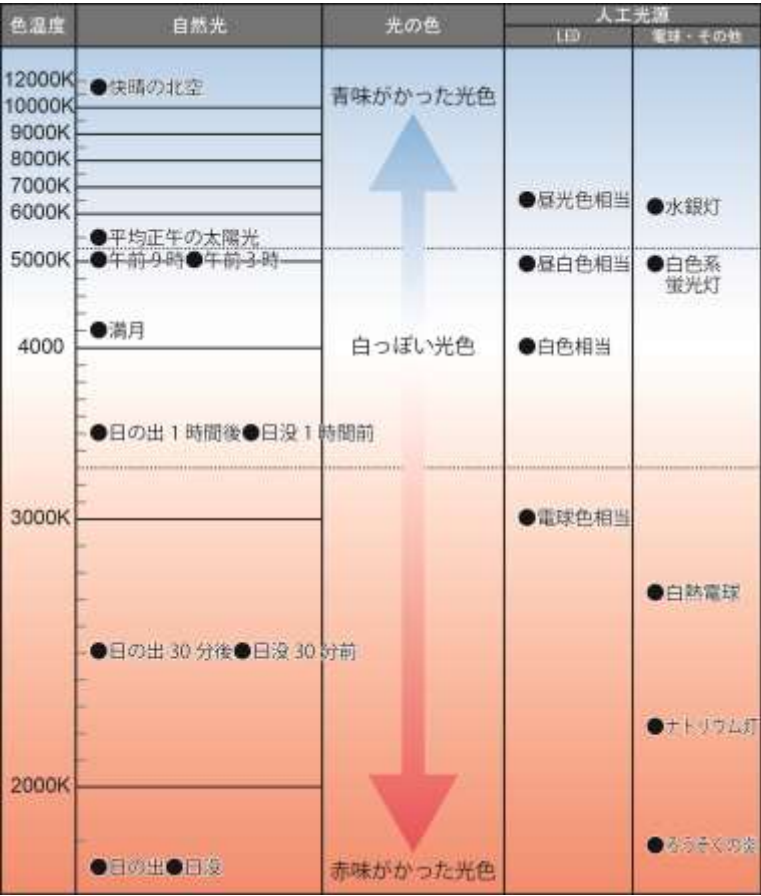 色温度 自然光 光の色 人工光源
LED 電球・その他
12000K ●快晴の北空
青味がかった光色
10000K
9000K
8000K
7000K
●昼光色相当 ●水銀灯
6000K
●平均正午の太陽光
5000K ●午前9時●午前3時 ●昼白色相当 ●白色系
蛍光灯
●満月
4000 白っぽい光色 ●白色相当
●日の出1時間後●日没1時間前
3000K ●電球色相当
●白熱電球
●日の出30分後●日没30分前
●ナトリウム灯
2000K
●ろうそくの炎
●日の出●日没 赤味がかった光色